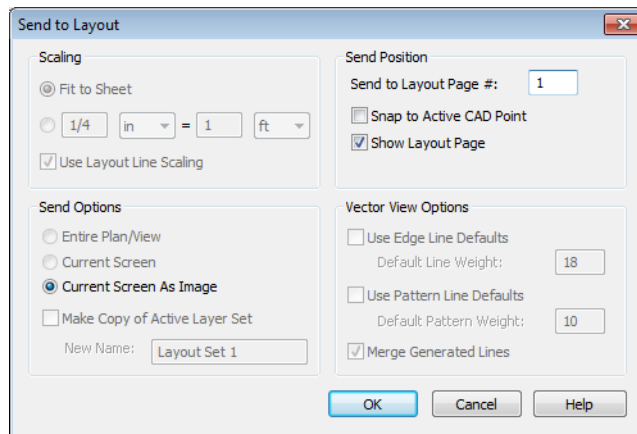 Send to Layout
Scaling
Fit to Sheet
1/4 in = 1 ft
Use Layout Line Scaling
Send Position
Send to Layout Page #: 1
Snap to Active CAD Point
Show Layout Page
Send Options
Entire Plan/View
Current Screen
Current Screen As Image
Make Copy of Active Layer Set
New Name: Layout Set 1
Vector View Options
Use Edge Line Defaults
Default Line Weight: 18
Use Pattern Line Defaults
Default Pattern Weight: 10
Merge Generated Lines
OK Cancel Help